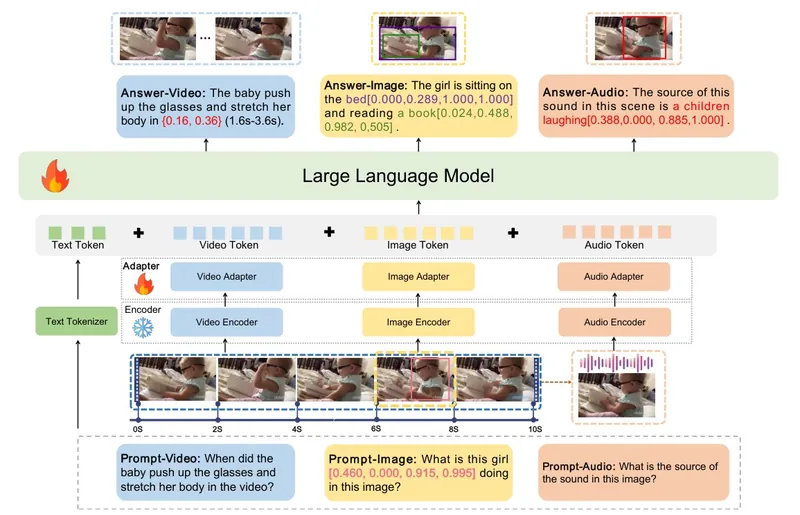 ...
Answer-Video: The baby push
up the glasses and stretch her
body in {0.16, 0.36} (1.6s-3.6s).
Answer-Image: The girl is sitting on
the bed[0.000,0.289,1.000,1.000]
and reading a book[0.024,0.488,
0.982, 0,505] .
Answer-Audio: The source of this
sound in this scene is a children
laughing[0.388,0.000, 0.885,1.000] .
Large Language Model
Text Token
+
Video Token
+
Image Token
+
Audio Token
Adapter
Video Adapter
Image Adapter
Audio Adapter
Text Tokenizer
Encoder
Video Encoder
Image Encoder
Audio Encoder
0S
2S
4S
6S
8S
10S
Prompt-Video: When did the
baby push up the glasses and
stretch her body in the video?
Prompt-Image: What is this girl
[0.460, 0.000, 0.915, 0.995] doing
in this image?
Prompt-Audio: What is the source of
the sound in this image?